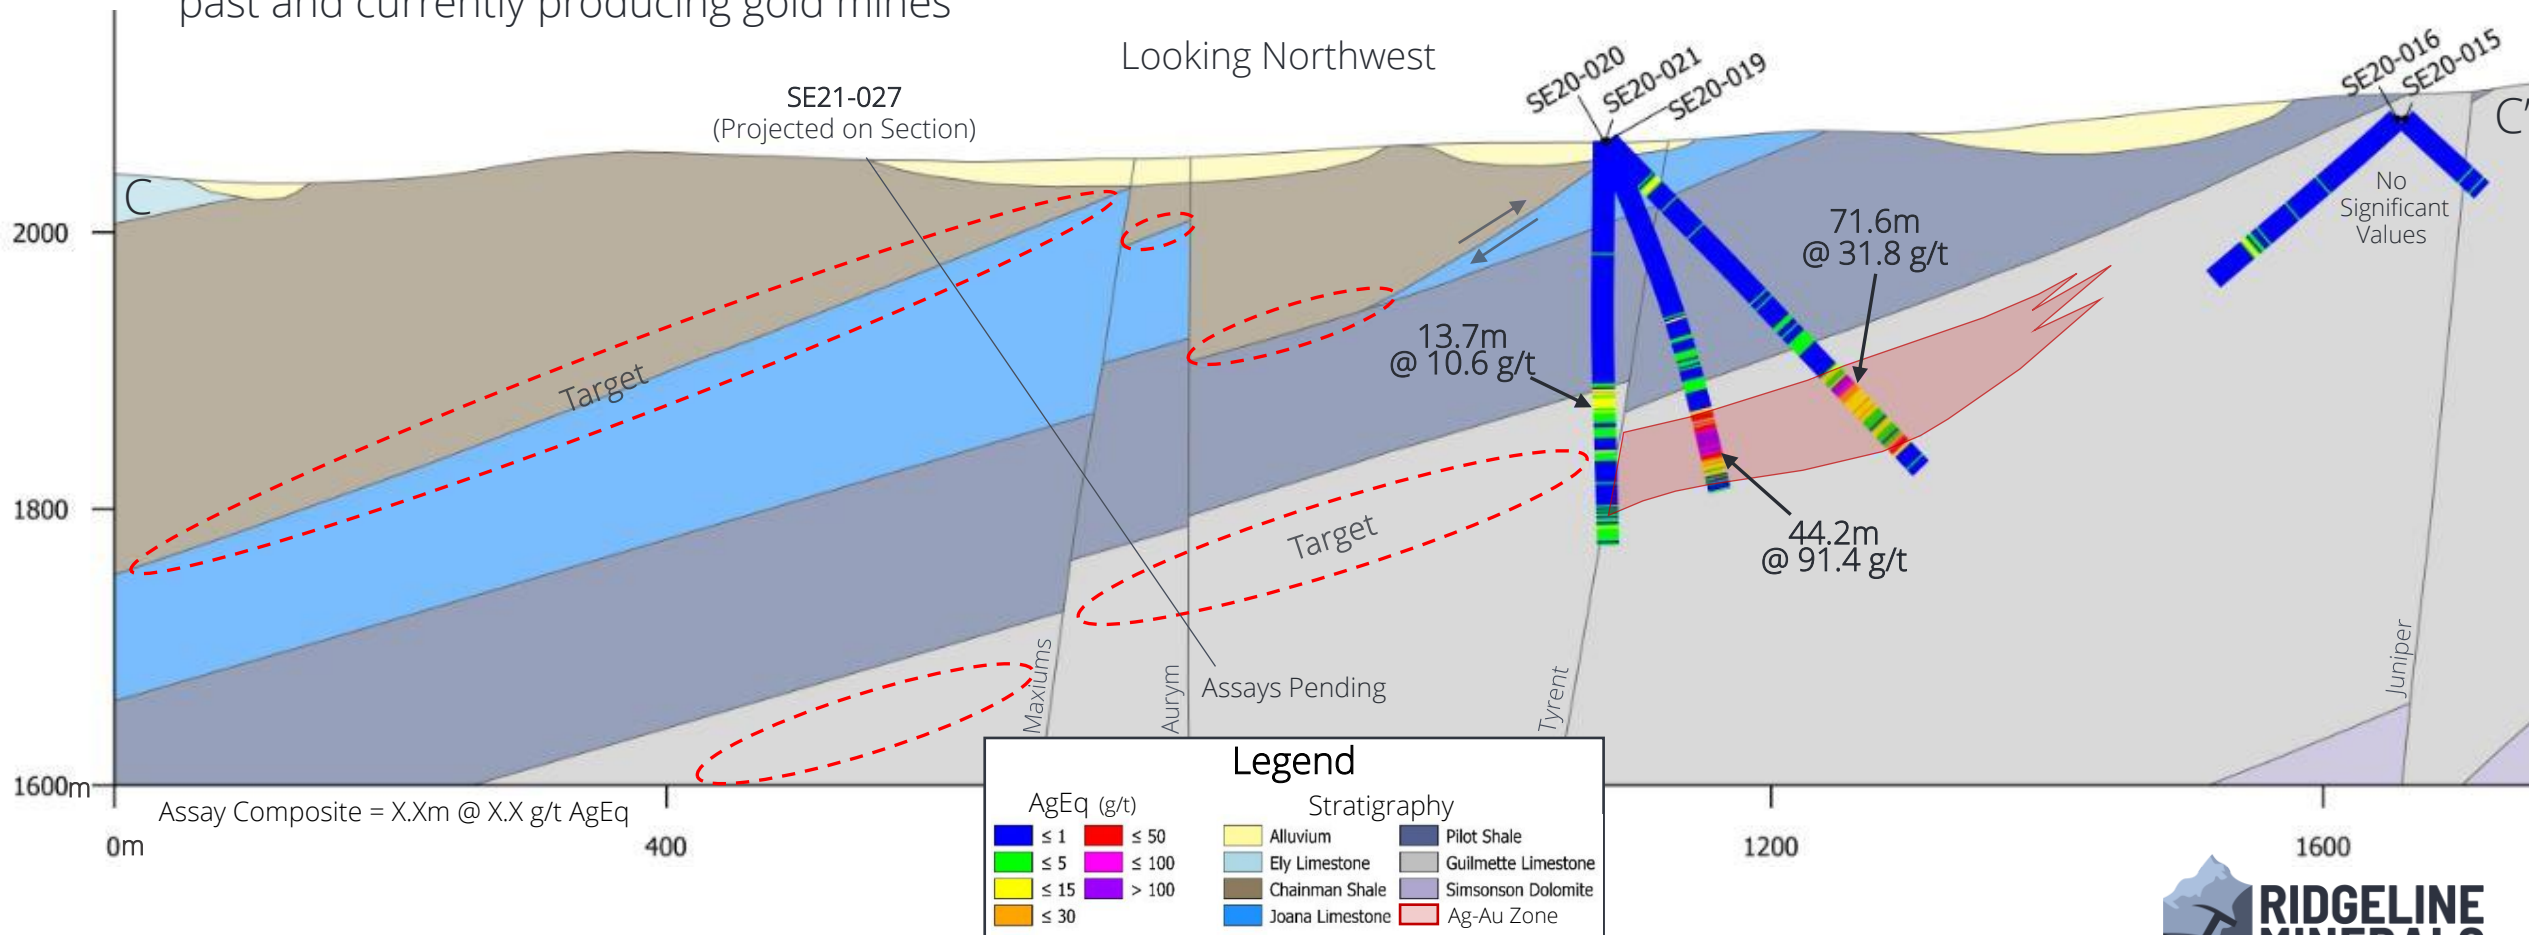 past and currently producing gold mines
Looking Northwest
SE21-027
(Projected on Section)
SE20-020
SE20-021
SE20-019
SE20-016
SE20-015
C
C'
No
Significant
Values
2000
1800
1600m
71.6m
@ 31.8 g/t
13.7m
@ 10.6 g/t
44.2m
@ 91.4 g/t
Target
Target
Maxiums
Aurym
Assays Pending
Tyrent
Juniper
Assay Composite = X.Xm @ X.X g/t AgEq
0m
400
1200
1600
Legend
AgEq (g/t)
≤ 1
≤ 5
≤ 15
≤ 30
≤ 50
≤ 100
> 100
Stratigraphy
Alluvium
Ely Limestone
Chainman Shale
Joana Limestone
Pilot Shale
Guilmette Limestone
Simsonson Dolomite
Ag-Au Zone
RIDGELINE
MINERALS